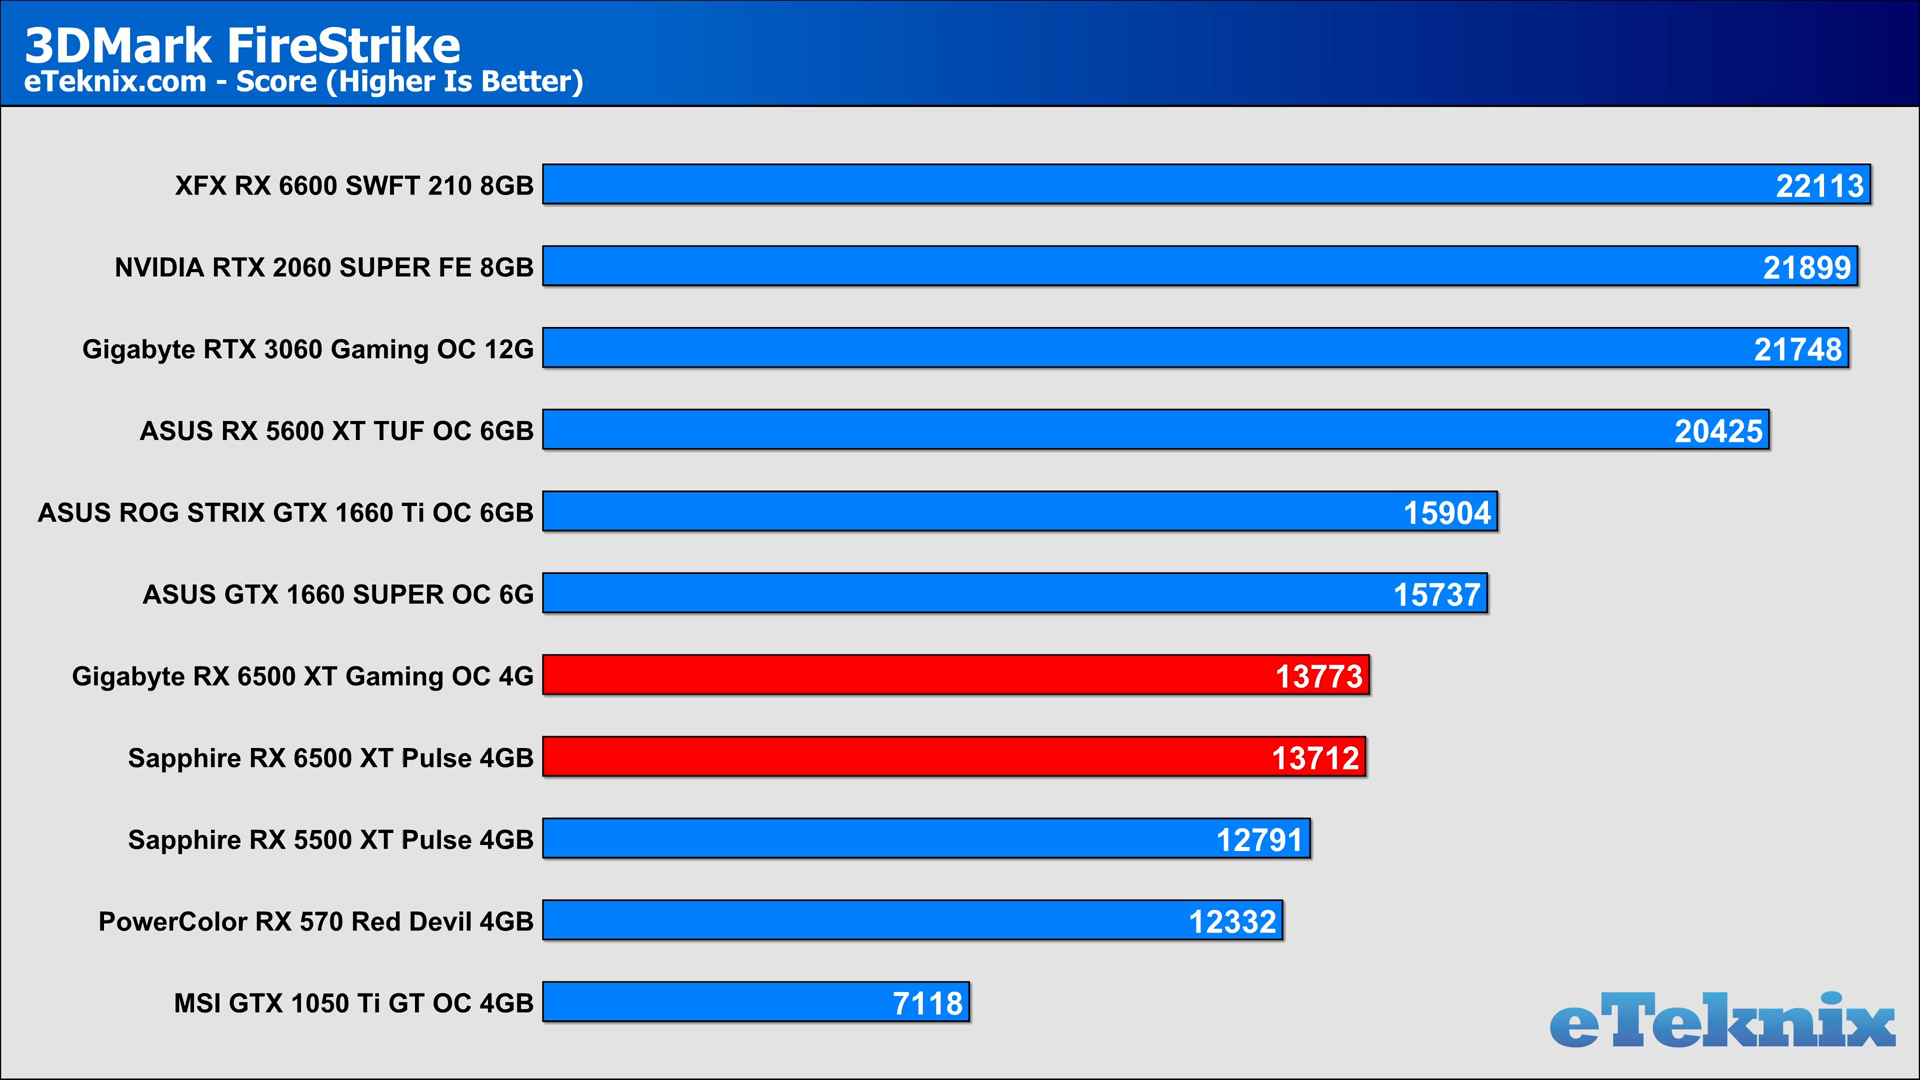 3DMark FireStrike
eTeknix.com - Score (Higher Is Better)
XFX RX 6600 SWFT 210 8GB 22113
NVIDIA RTX 2060 SUPER FE 8GB 21899
Gigabyte RTX 3060 Gaming OC 12G 21748
ASUS RX 5600 XT TUF OC 6GB 20425
ASUS ROG STRIX GTX 1660 Ti OC 6GB 15904
ASUS GTX 1660 SUPER OC 6G 15737
Gigabyte RX 6500 XT Gaming OC 4G 13773
Sapphire RX 6500 XT Pulse 4GB 13712
Sapphire RX 5500 XT Pulse 4GB 12791
PowerColor RX 570 Red Devil 4GB 12332
MSI GTX 1050 Ti GT OC 4GB 7118
eTeknix